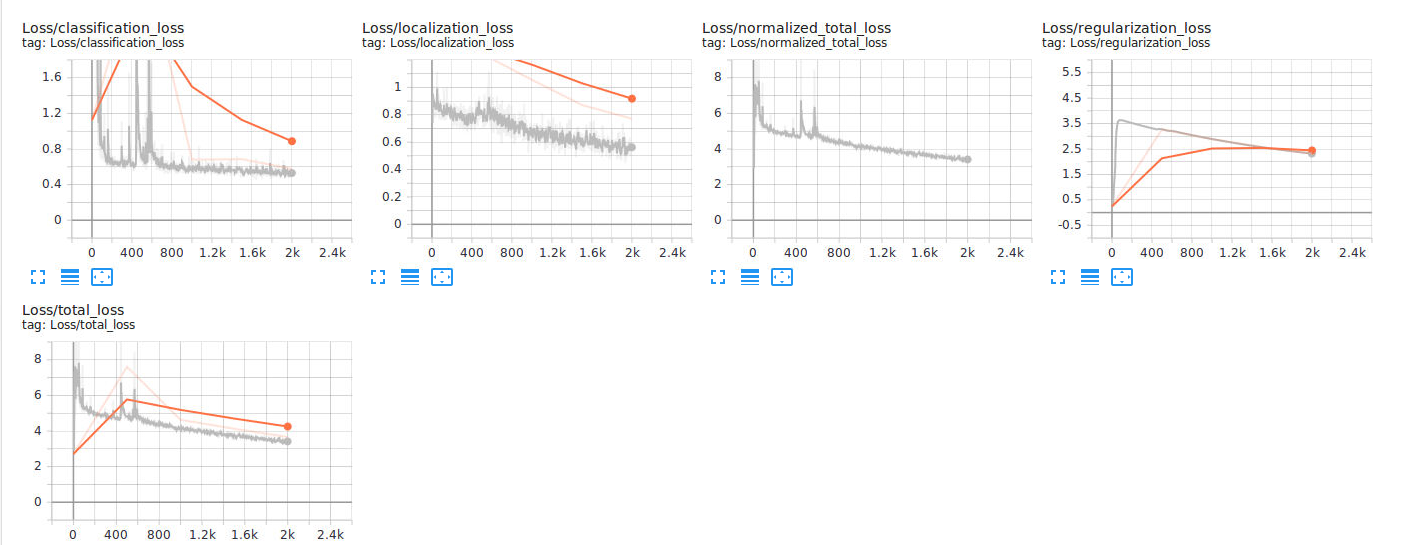 Loss/classification_loss
tag: Loss/classification_loss
1.6
1.2
0.8
0.4
0
0 400 800 1.2k 1.6k 2k 2.4k
Loss/localization_loss
tag: Loss/localization_loss
1
0.8
0.6
0.4
0.2
0
0 400 800 1.2k 1.6k 2k 2.4k
Loss/normalized_total_loss
tag: Loss/normalized_total_loss
8
6
4
2
0
0 400 800 1.2k 1.6k 2k 2.4k
Loss/regularization_loss
tag: Loss/regularization_loss
5.5
4.5
3.5
2.5
1.5
0.5
-0.5
0 400 800 1.2k 1.6k 2k 2.4k
Loss/total_loss
tag: Loss/total_loss
8
6
4
2
0
0 400 800 1.2k 1.6k 2k 2.4k